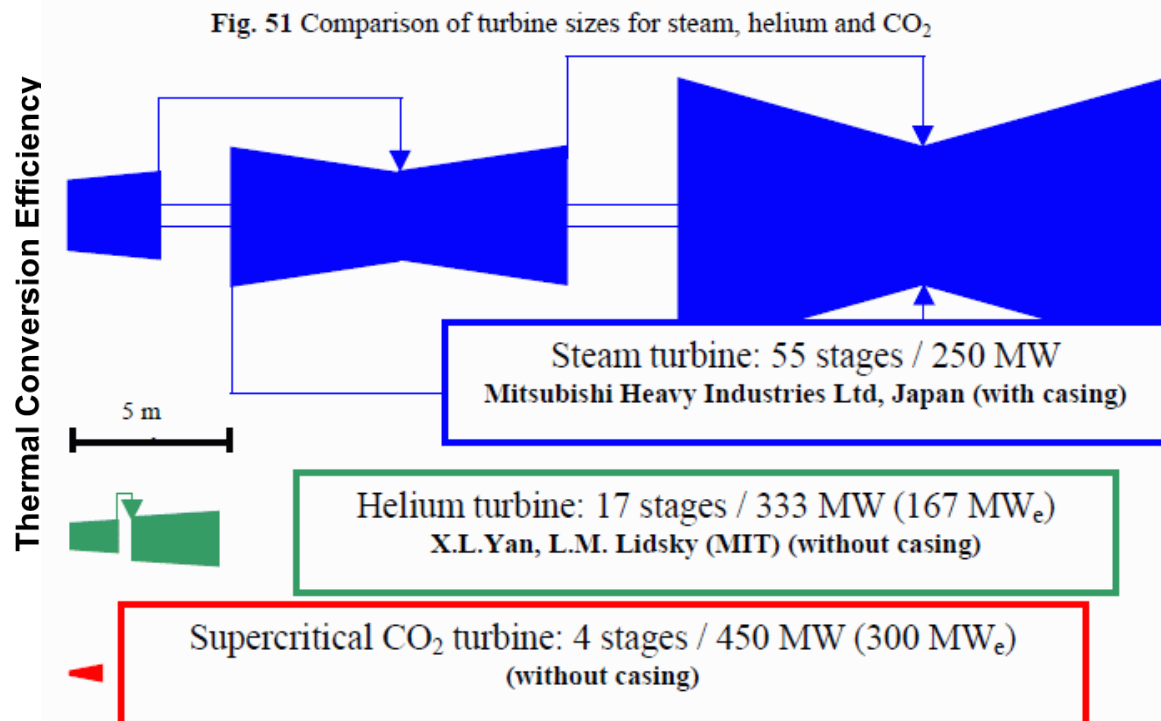 Fig. 51 Comparison of turbine sizes for steam, helium and CO₂
Thermal Conversion Efficiency
Steam turbine: 55 stages / 250 MW
Mitsubishi Heavy Industries Ltd, Japan (with casing)
5 m
Helium turbine: 17 stages / 333 MW (167 MWₑ)
X.L.Yan, L.M. Lidsky (MIT) (without casing)
Supercritical CO₂ turbine: 4 stages / 450 MW (300 MWₑ)
(without casing)